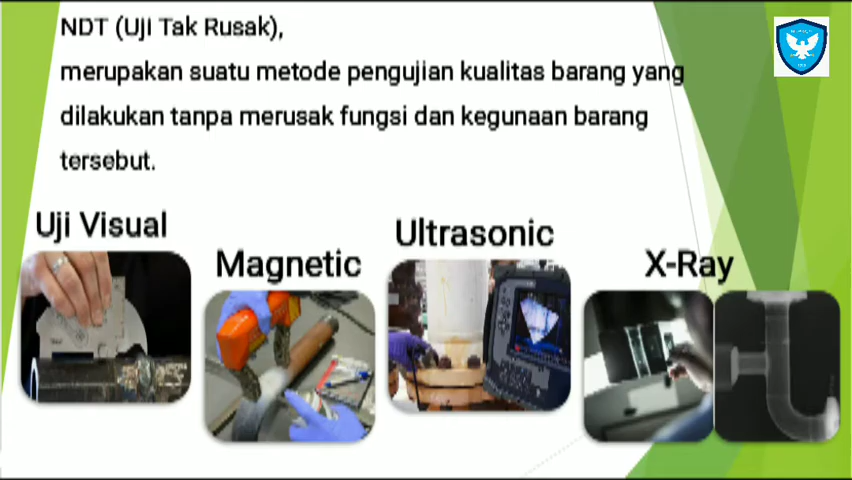 NDT (Uji Tak Rusak),
merupakan suatu metode pengujian kualitas barang yang
dilakukan tanpa merusak fungsi dan kegunaan barang
tersebut.
Uji Visual
Magnetic
Ultrasonic
X-Ray